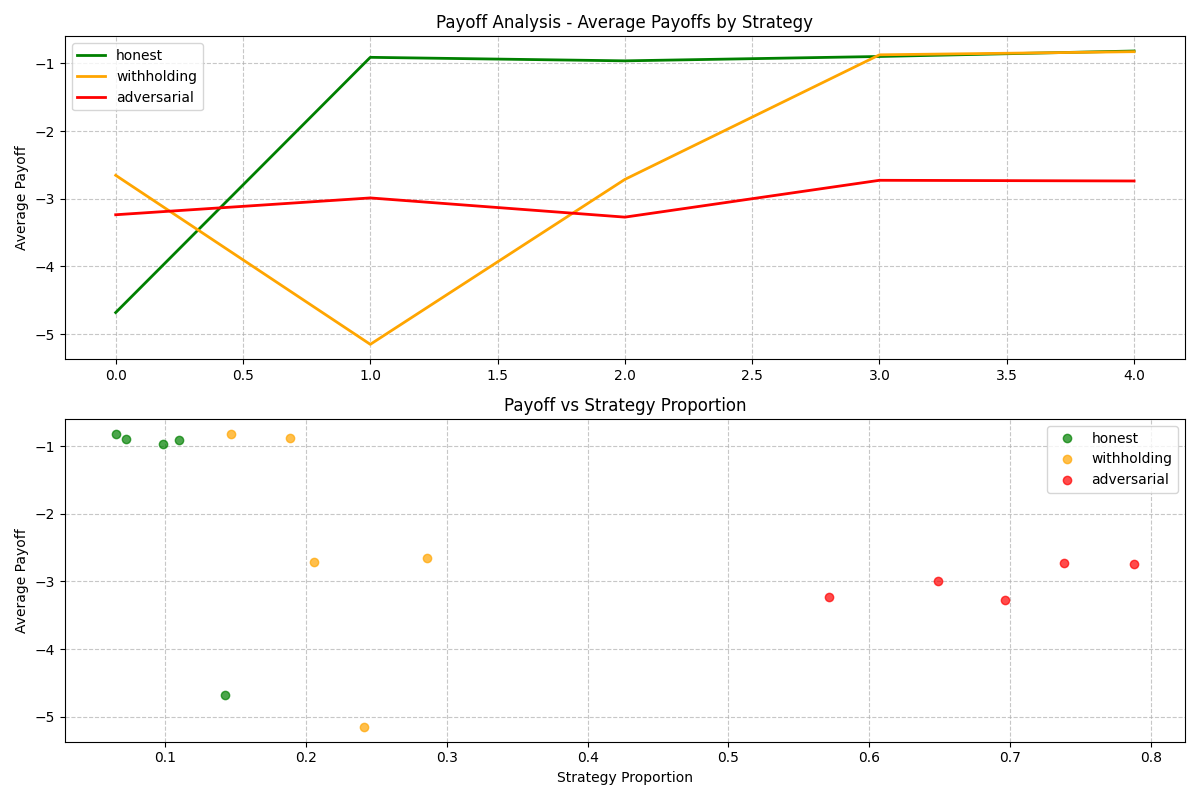 Payoff Analysis - Average Payoffs by Strategy
honest
withholding
adversarial
Average Payoff
−1
−2
−3
−4
−5
0.0 0.5 1.0 1.5 2.0 2.5 3.0 3.5 4.0
Payoff vs Strategy Proportion
honest
withholding
adversarial
Average Payoff
−1
−2
−3
−4
−5
0.1 0.2 0.3 0.4 0.5 0.6 0.7 0.8
Strategy Proportion